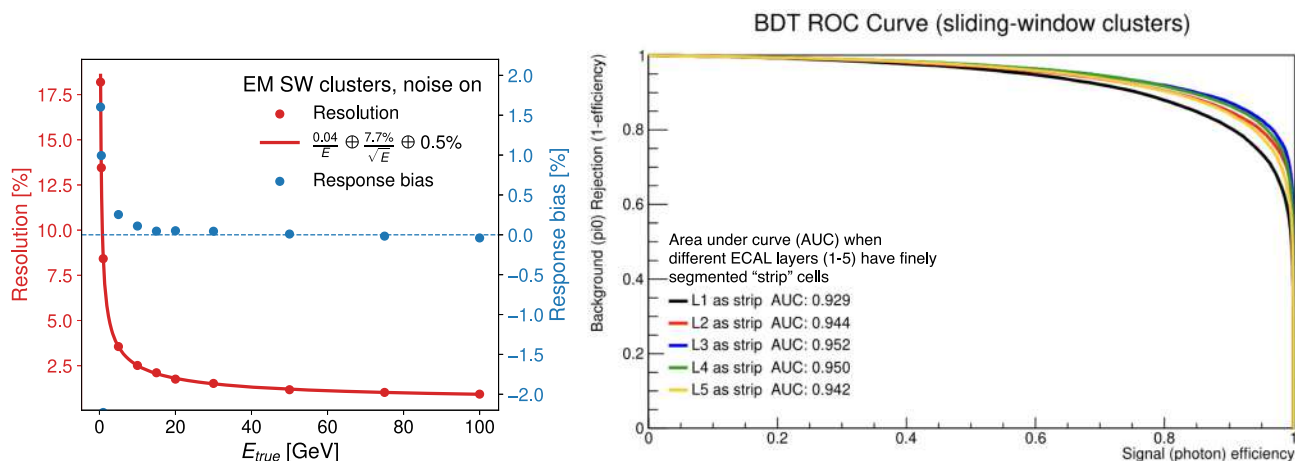 EM SW clusters, noise on
Resolution
0.04/E ⊕ 7.7%/√E ⊕ 0.5%
Response bias
Resolution [%]
17.5
15.0
12.5
10.0
7.5
5.0
2.5
Response bias [%]
2.0
1.5
1.0
0.5
0.0
−0.5
−1.0
−1.5
−2.0
0 20 40 60 80 100
E_true [GeV]
BDT ROC Curve (sliding-window clusters)
Background (pi0) Rejection (1-efficiency)
1
0.8
0.6
0.4
0.2
0
Area under curve (AUC) when
different ECAL layers (1-5) have finely
segmented “strip” cells
L1 as strip AUC: 0.929
L2 as strip AUC: 0.944
L3 as strip AUC: 0.952
L4 as strip AUC: 0.950
L5 as strip AUC: 0.942
0 0.2 0.4 0.6 0.8 1
Signal (photon) efficiency